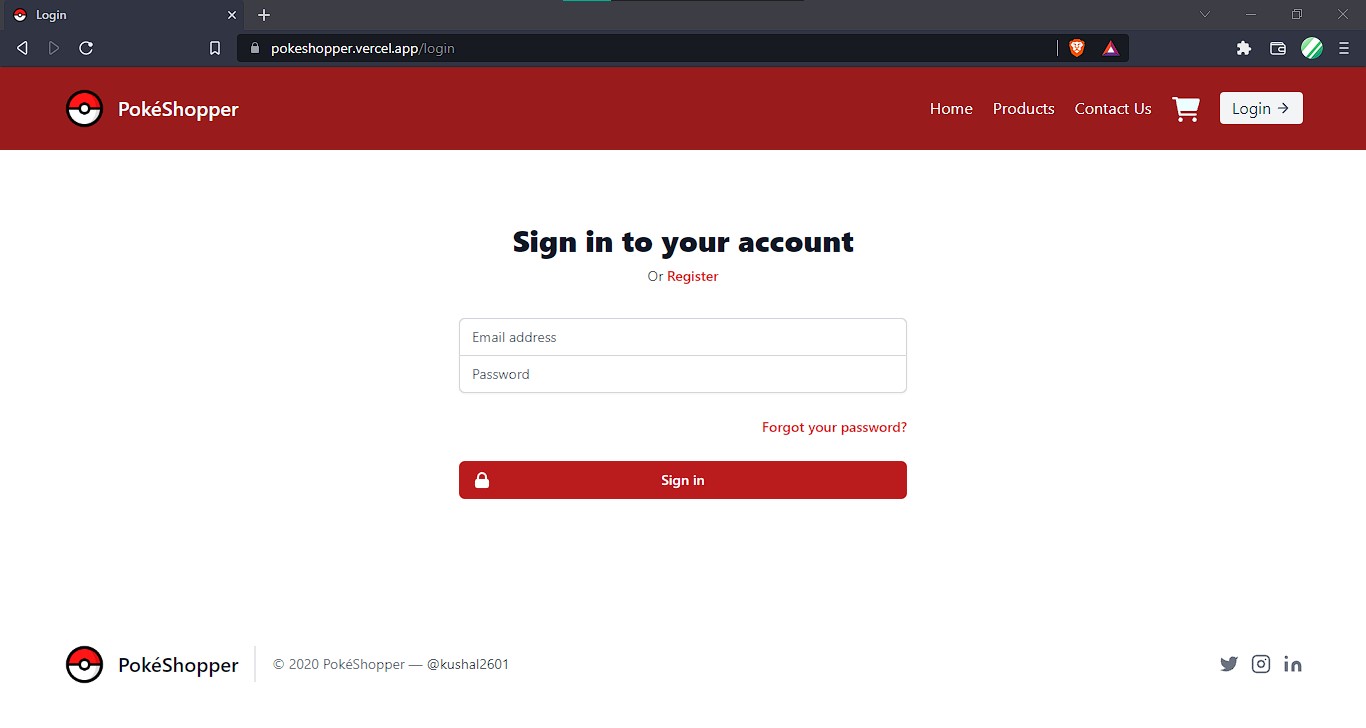 Login
pokeshopper.vercel.app/login
PokéShopper
Home
Products
Contact Us
Login →
Sign in to your account
Or Register
Email address
Password
Forgot your password?
Sign in
PokéShopper
© 2020 PokéShopper — @kushal2601